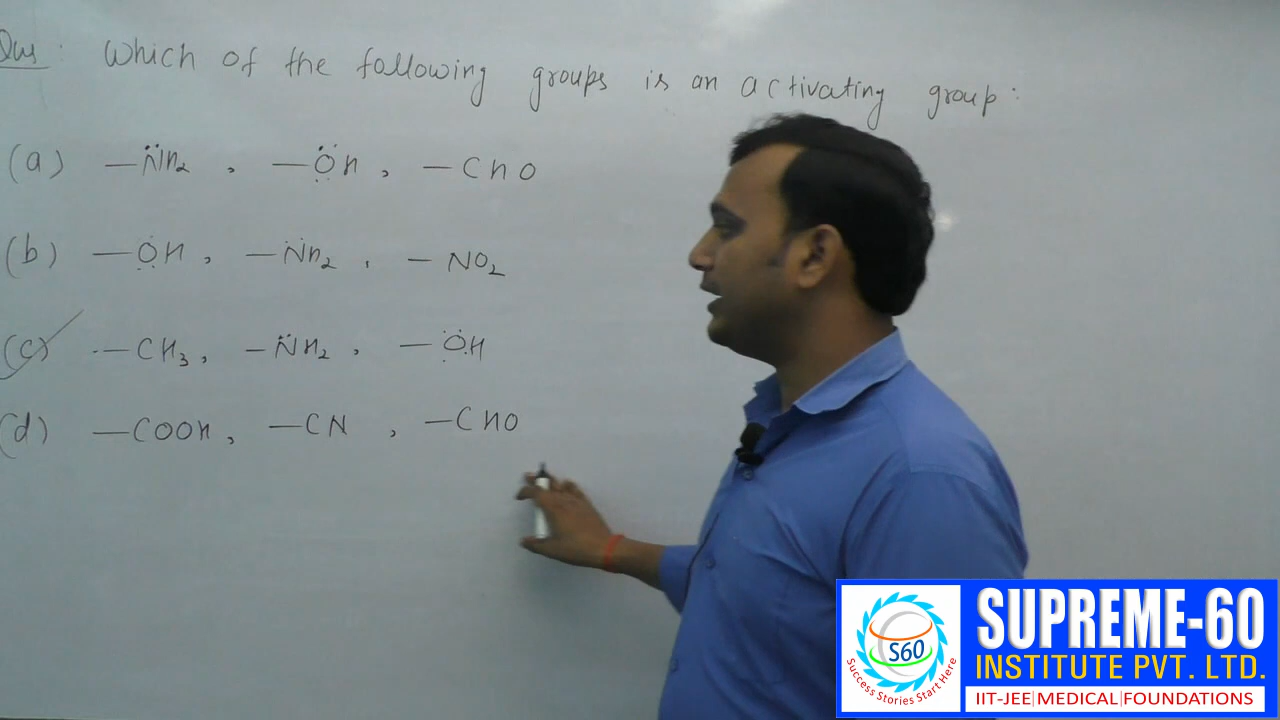 Qus : Which of the following groups is an activating group :
(a) —N̈H₂ , —ÖH , —CHO
(b) —ÖH , —N̈H₂ , —NO₂
(c) —CH₃ , —N̈H₂ , —ÖH
(d) —COOH , —CN , —CHO
S60
Success Stories Start Here
SUPREME-60
INSTITUTE PVT. LTD.
IIT-JEE|MEDICAL|FOUNDATIONS